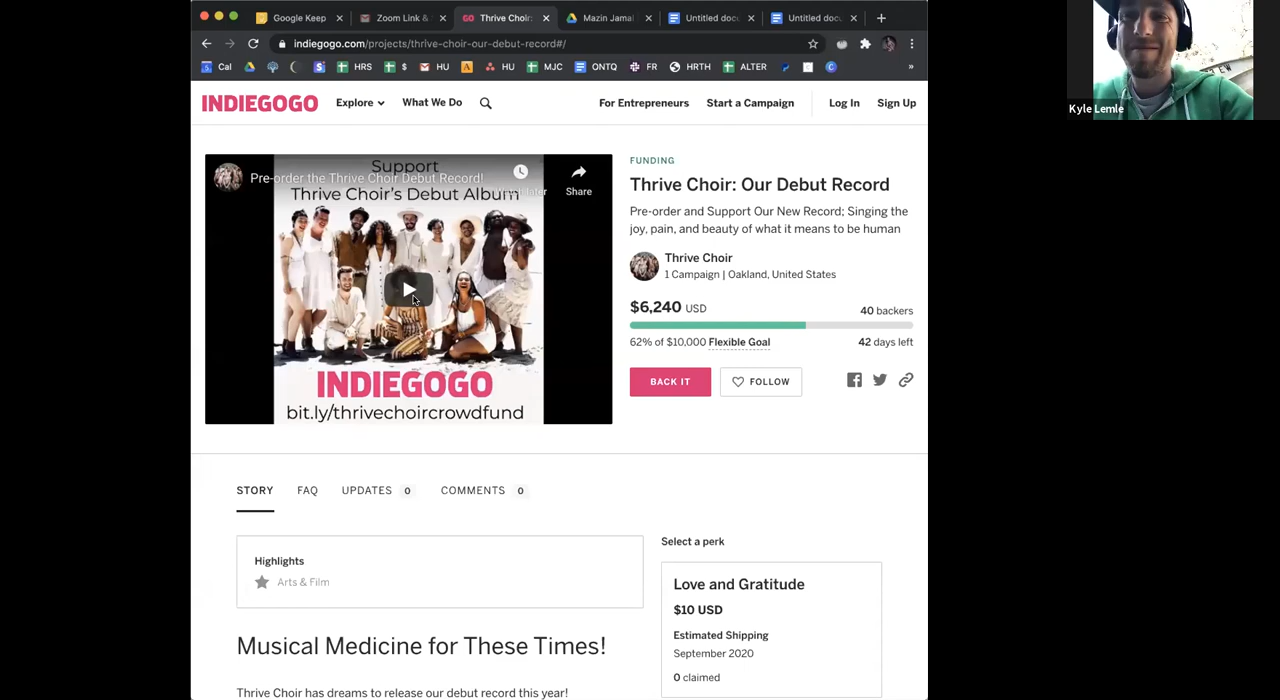 Google Keep
Zoom Link &
GO Thrive Choir:
Mazin Jamal
Untitled doc
Untitled doc
indiegogo.com/projects/thrive-choir-our-debut-record#/
Cal
HRS
$
HU
HU
MJC
ONTQ
FR
HRTH
ALTER
»
INDIEGOGO
Explore
What We Do
For Entrepreneurs
Start a Campaign
Log In
Sign Up
Kyle Lemle
Support
Pre-order the Thrive Choir Debut Record!
Thrive Choir's Debut Album
Share
INDIEGOGO
bit.ly/thrivechoircrowdfund
FUNDING
Thrive Choir: Our Debut Record
Pre-order and Support Our New Record; Singing the
joy, pain, and beauty of what it means to be human
Thrive Choir
1 Campaign | Oakland, United States
$6,240 USD
40 backers
62% of $10,000 Flexible Goal
42 days left
BACK IT
FOLLOW
STORY
FAQ
UPDATES 0
COMMENTS 0
Highlights
Arts & Film
Musical Medicine for These Times!
Thrive Choir has dreams to release our debut record this year!
Select a perk
Love and Gratitude
$10 USD
Estimated Shipping
September 2020
0 claimed